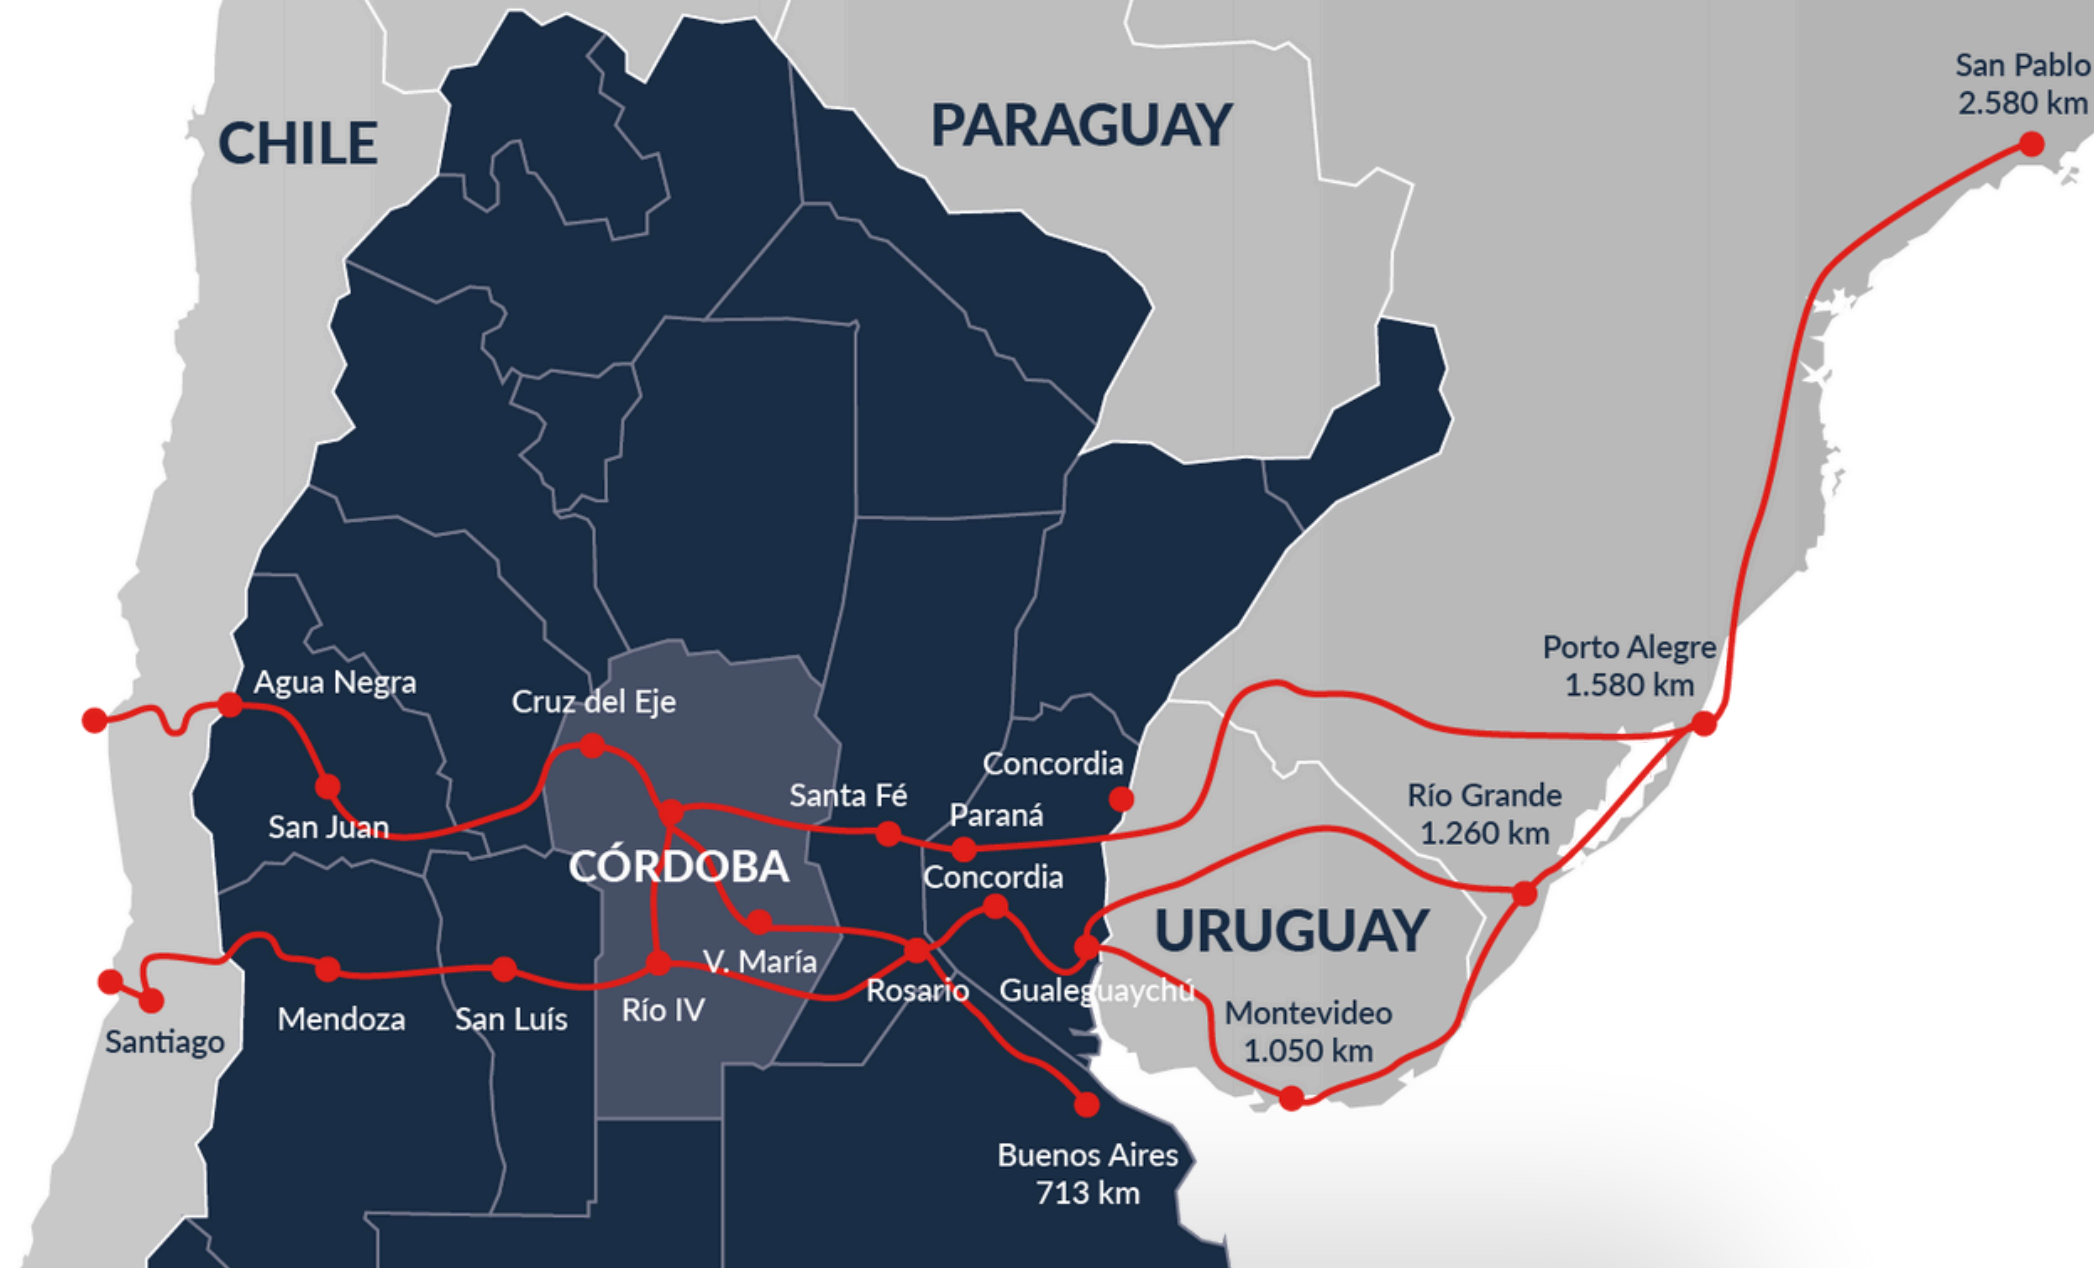 San Pablo
2.580 km
CHILE
PARAGUAY
Porto Alegre
1.580 km
Agua Negra
Cruz del Eje
Concordia
Santa Fé
Paraná
Río Grande
1.260 km
San Juan
CÓRDOBA
Concordia
URUGUAY
V. María
Rosario
Gualeguaychú
Montevideo
1.050 km
Santiago
Mendoza
San Luís
Río IV
Buenos Aires
713 km